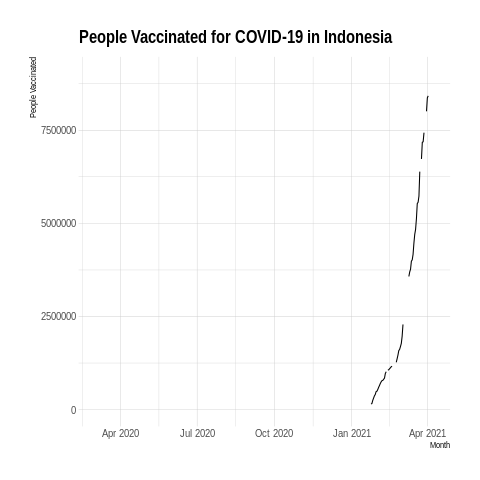 People Vaccinated for COVID-19 in Indonesia
People Vaccinated
7500000
5000000
2500000
0
Apr 2020 Jul 2020 Oct 2020 Jan 2021 Apr 2021
Month